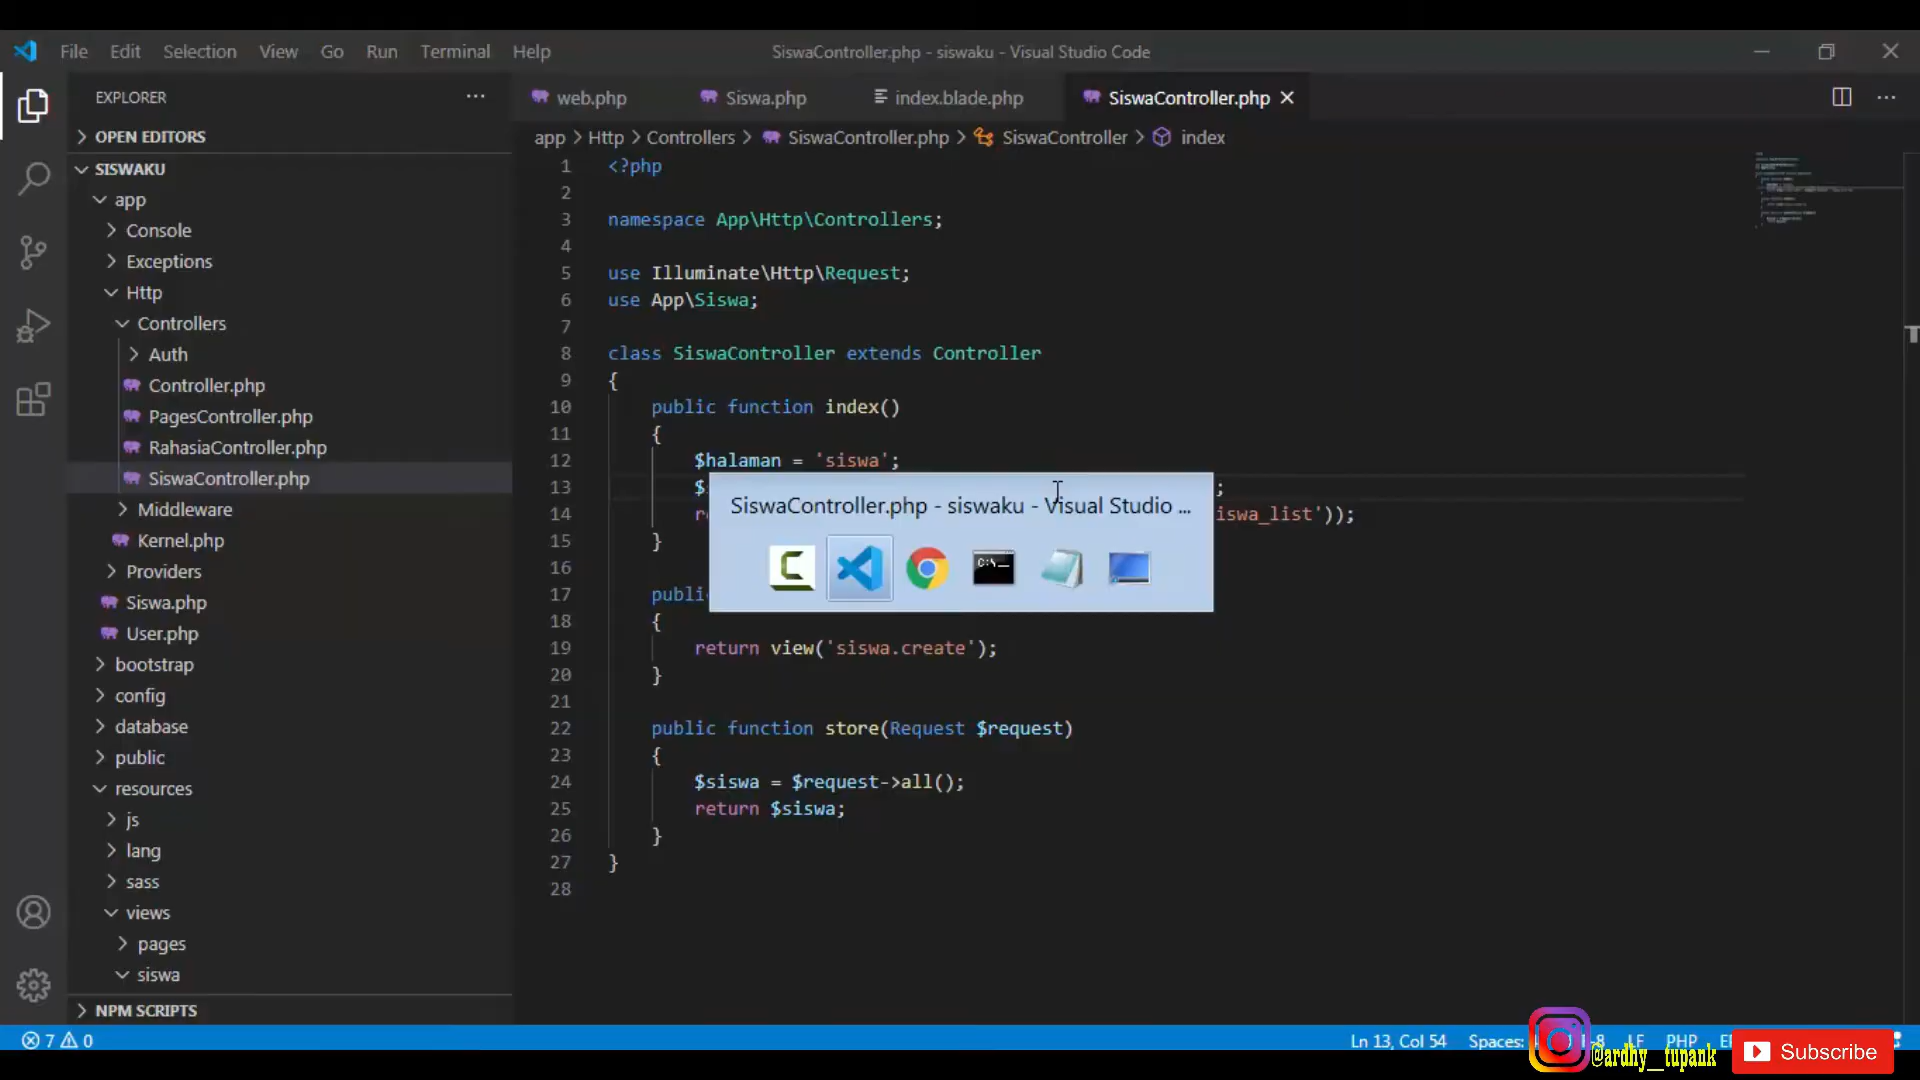 File Edit Selection View Go Run Terminal Help
SiswaController.php - siswaku - Visual Studio Code
EXPLORER
OPEN EDITORS
SISWAKU
app
Console
Exceptions
Http
Controllers
Auth
Controller.php
PagesController.php
RahasiaController.php
SiswaController.php
Middleware
Kernel.php
Providers
Siswa.php
User.php
bootstrap
config
database
public
resources
js
lang
sass
views
pages
siswa
NPM SCRIPTS
web.php Siswa.php index.blade.php SiswaController.php
app > Http > Controllers > SiswaController.php > SiswaController > index
1 <?php
2
3 namespace App\Http\Controllers;
4
5 use Illuminate\Http\Request;
6 use App\Siswa;
7
8 class SiswaController extends Controller
9 {
10 public function index()
11 {
12 $halaman = 'siswa';
13 $ ;
14 iswa_list'));
15 }
16
17 publi
18 {
19 return view('siswa.create');
20 }
21
22 public function store(Request $request)
23 {
24 $siswa = $request->all();
25 return $siswa;
26 }
27 }
28
SiswaController.php - siswaku - Visual Studio ...
C:\
7 0
Ln 13, Col 54 Spaces: -8 LF PHP
@ardhy_tupank
Subscribe